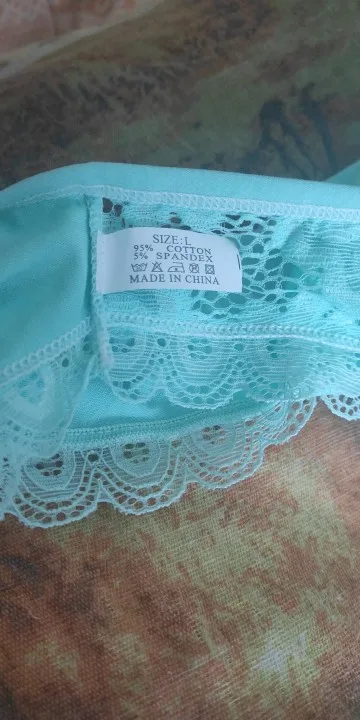 SIZE: L
95% COTTON
5% SPANDEX
MADE IN CHINA